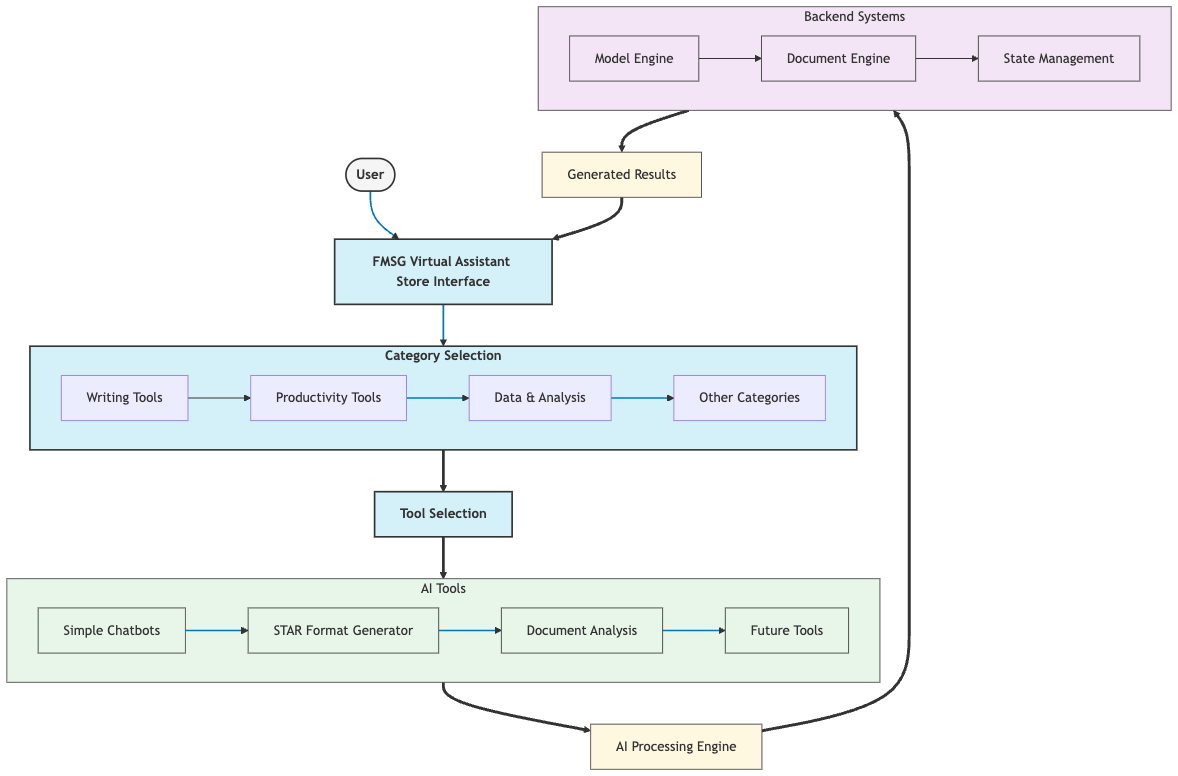 Backend Systems
Model Engine
Document Engine
State Management
Generated Results
User
FMSG Virtual Assistant
Store Interface
Category Selection
Writing Tools
Productivity Tools
Data & Analysis
Other Categories
Tool Selection
AI Tools
Simple Chatbots
STAR Format Generator
Document Analysis
Future Tools
AI Processing Engine